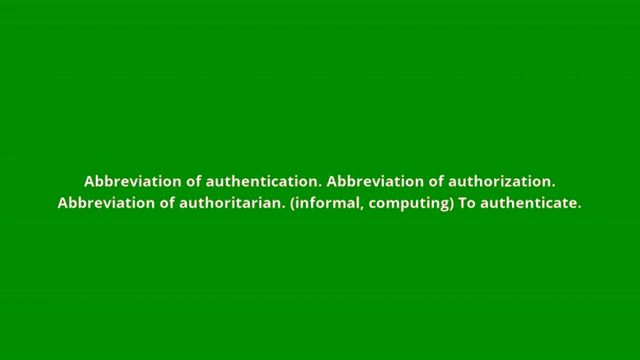 Abbreviation of authentication. Abbreviation of authorization.
Abbreviation of authoritarian. (informal, computing) To authenticate.